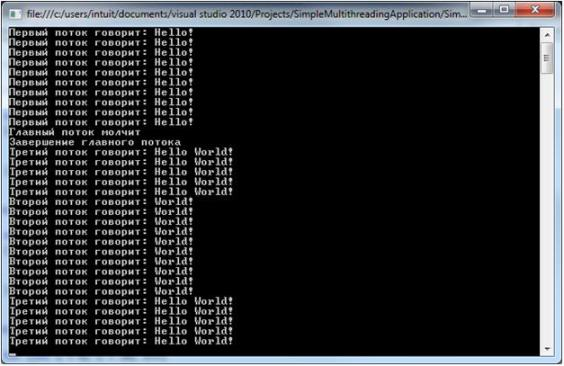 file:///c:/users/intuit/documents/visual studio 2010/Projects/SimpleMultithreadingApplication/Sim...
Первый поток говорит: Hello!
Первый поток говорит: Hello!
Первый поток говорит: Hello!
Первый поток говорит: Hello!
Первый поток говорит: Hello!
Первый поток говорит: Hello!
Первый поток говорит: Hello!
Первый поток говорит: Hello!
Первый поток говорит: Hello!
Первый поток говорит: Hello!
Главный поток молчит
Завершение главного потока
Третий поток говорит: Hello World!
Третий поток говорит: Hello World!
Третий поток говорит: Hello World!
Третий поток говорит: Hello World!
Третий поток говорит: Hello World!
Второй поток говорит: World!
Второй поток говорит: World!
Второй поток говорит: World!
Второй поток говорит: World!
Второй поток говорит: World!
Второй поток говорит: World!
Второй поток говорит: World!
Второй поток говорит: World!
Второй поток говорит: World!
Второй поток говорит: World!
Третий поток говорит: Hello World!
Третий поток говорит: Hello World!
Третий поток говорит: Hello World!
Третий поток говорит: Hello World!
Третий поток говорит: Hello World!